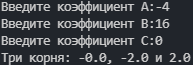 Введите коэффициент A:-4
Введите коэффициент B:16
Введите коэффициент C:0
Три корня: -0.0, -2.0 и 2.0